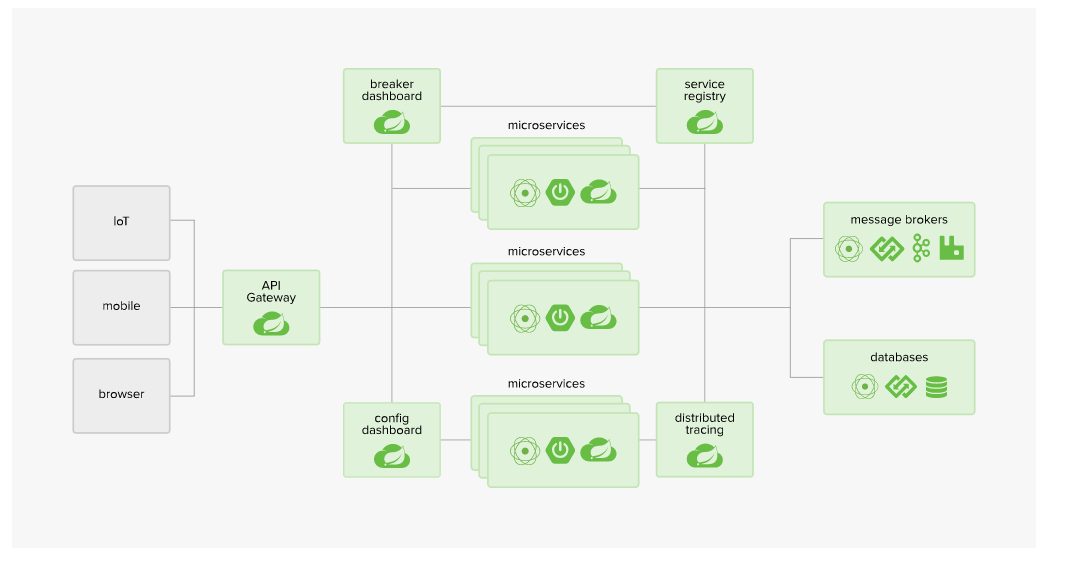 breaker
dashboard
service
registry
microservices
IoT
message brokers
microservices
API
Gateway
mobile
databases
microservices
browser
config
dashboard
distributed
tracing